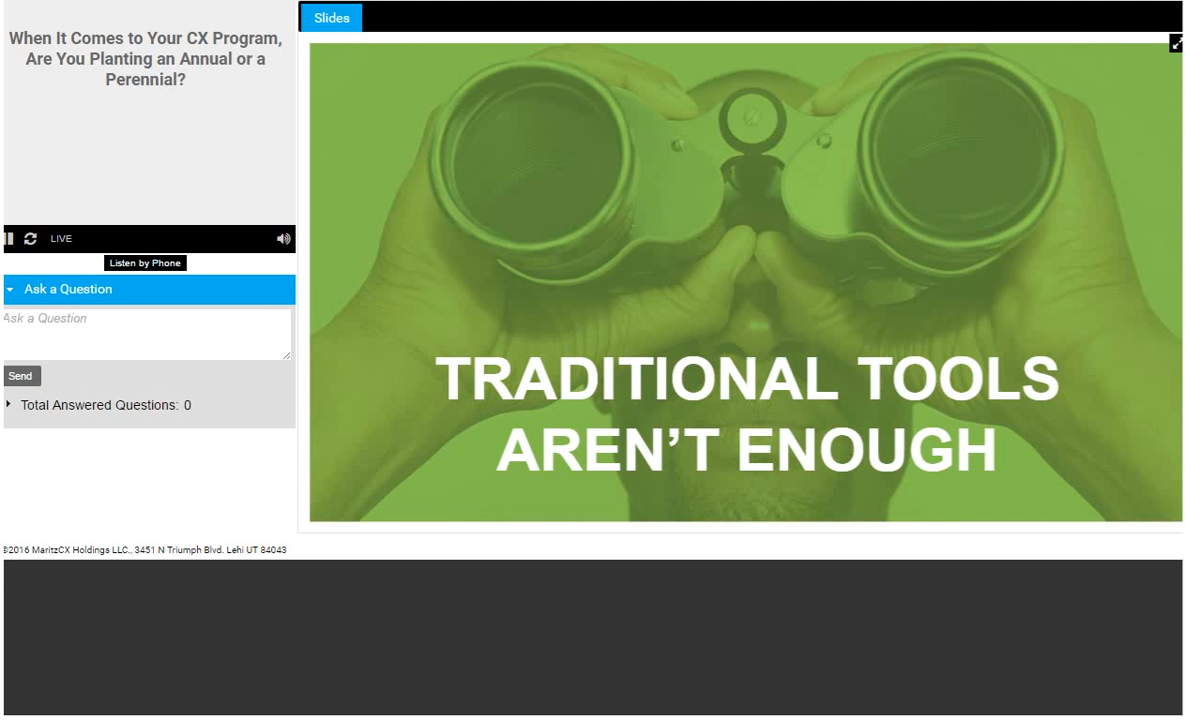 When It Comes to Your CX Program,
Are You Planting an Annual or a
Perennial?
LIVE
Listen by Phone
Ask a Question
Ask a Question
Send
Total Answered Questions: 0
Slides
TRADITIONAL TOOLS
AREN'T ENOUGH
©2016 MaritzCX Holdings LLC., 3451 N Triumph Blvd. Lehi UT 84043